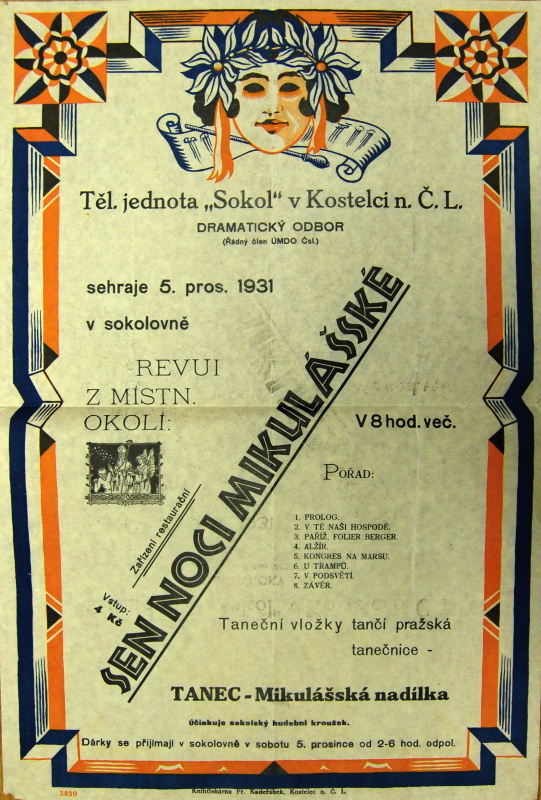 Těl. jednota „Sokol" v Kostelci n. Č. L.
DRAMATICKÝ ODBOR
(Řádný člen ÚMDO Čsl.)
sehraje 5. pros. 1931
v sokolovně
REVUI
Z MÍSTN.
OKOLÍ:
V 8 hod. več.
SEN NOCI MIKULÁŠSKÉ
Zařízení restaurační
Vstup:
4 Kč
POŘAD:
1. PROLOG.
2. V TÉ NAŠI HOSPODĚ.
3. PAŘÍŽ, FOLIER BERGER.
4. ALŽÍR.
5. KONGRES NA MARSU.
6. U TRAMPŮ.
7. V PODSVĚTÍ.
8. ZÁVĚR.
Taneční vložky tančí pražská
tanečnice -
TANEC - Mikulášská nadílka
Účinkuje sokolský hudební kroužek.
Dárky se přijímají v sokolovně v sobotu 5. prosince od 2-6 hod. odpol.
5529
Knihtiskárna Fr. Kadeřábek, Kostelec n. Č. L.